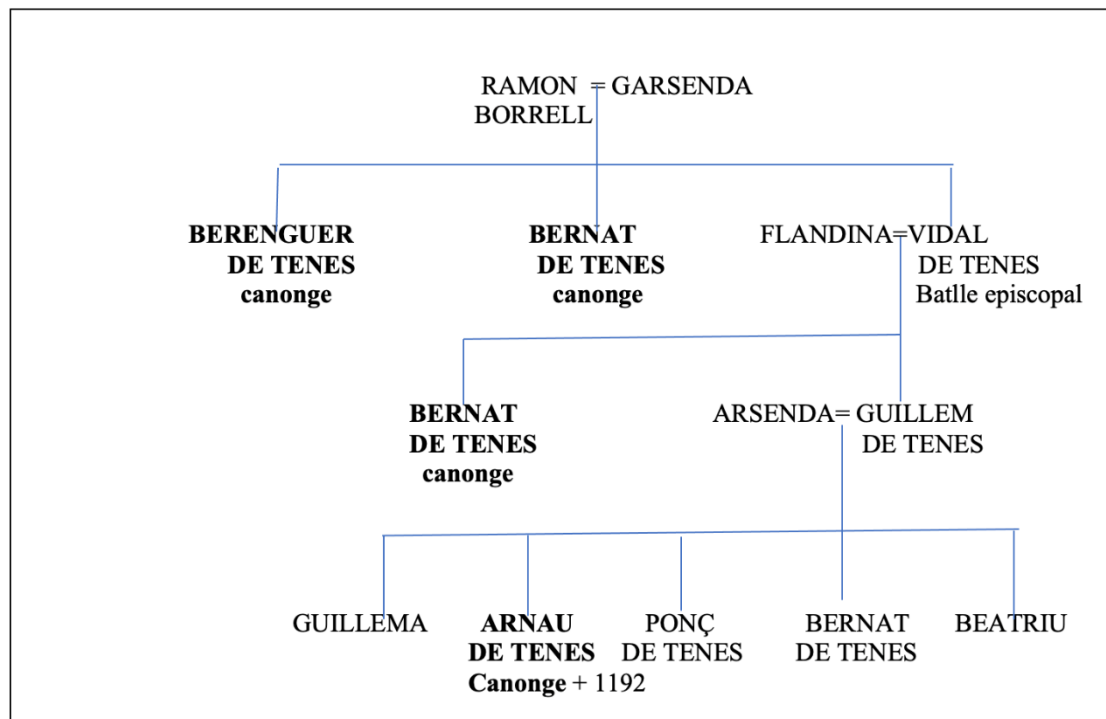 RAMON = GARSENDA
BORRELL
BERENGUER
DE TENES
canonge
BERNAT
DE TENES
canonge
FLANDINA=VIDAL
DE TENES
Batlle episcopal
BERNAT
DE TENES
canonge
ARSENDA= GUILLEM
DE TENES
GUILLEMA
ARNAU
DE TENES
Canonge + 1192
PONÇ
DE TENES
BERNAT
DE TENES
BEATRIU